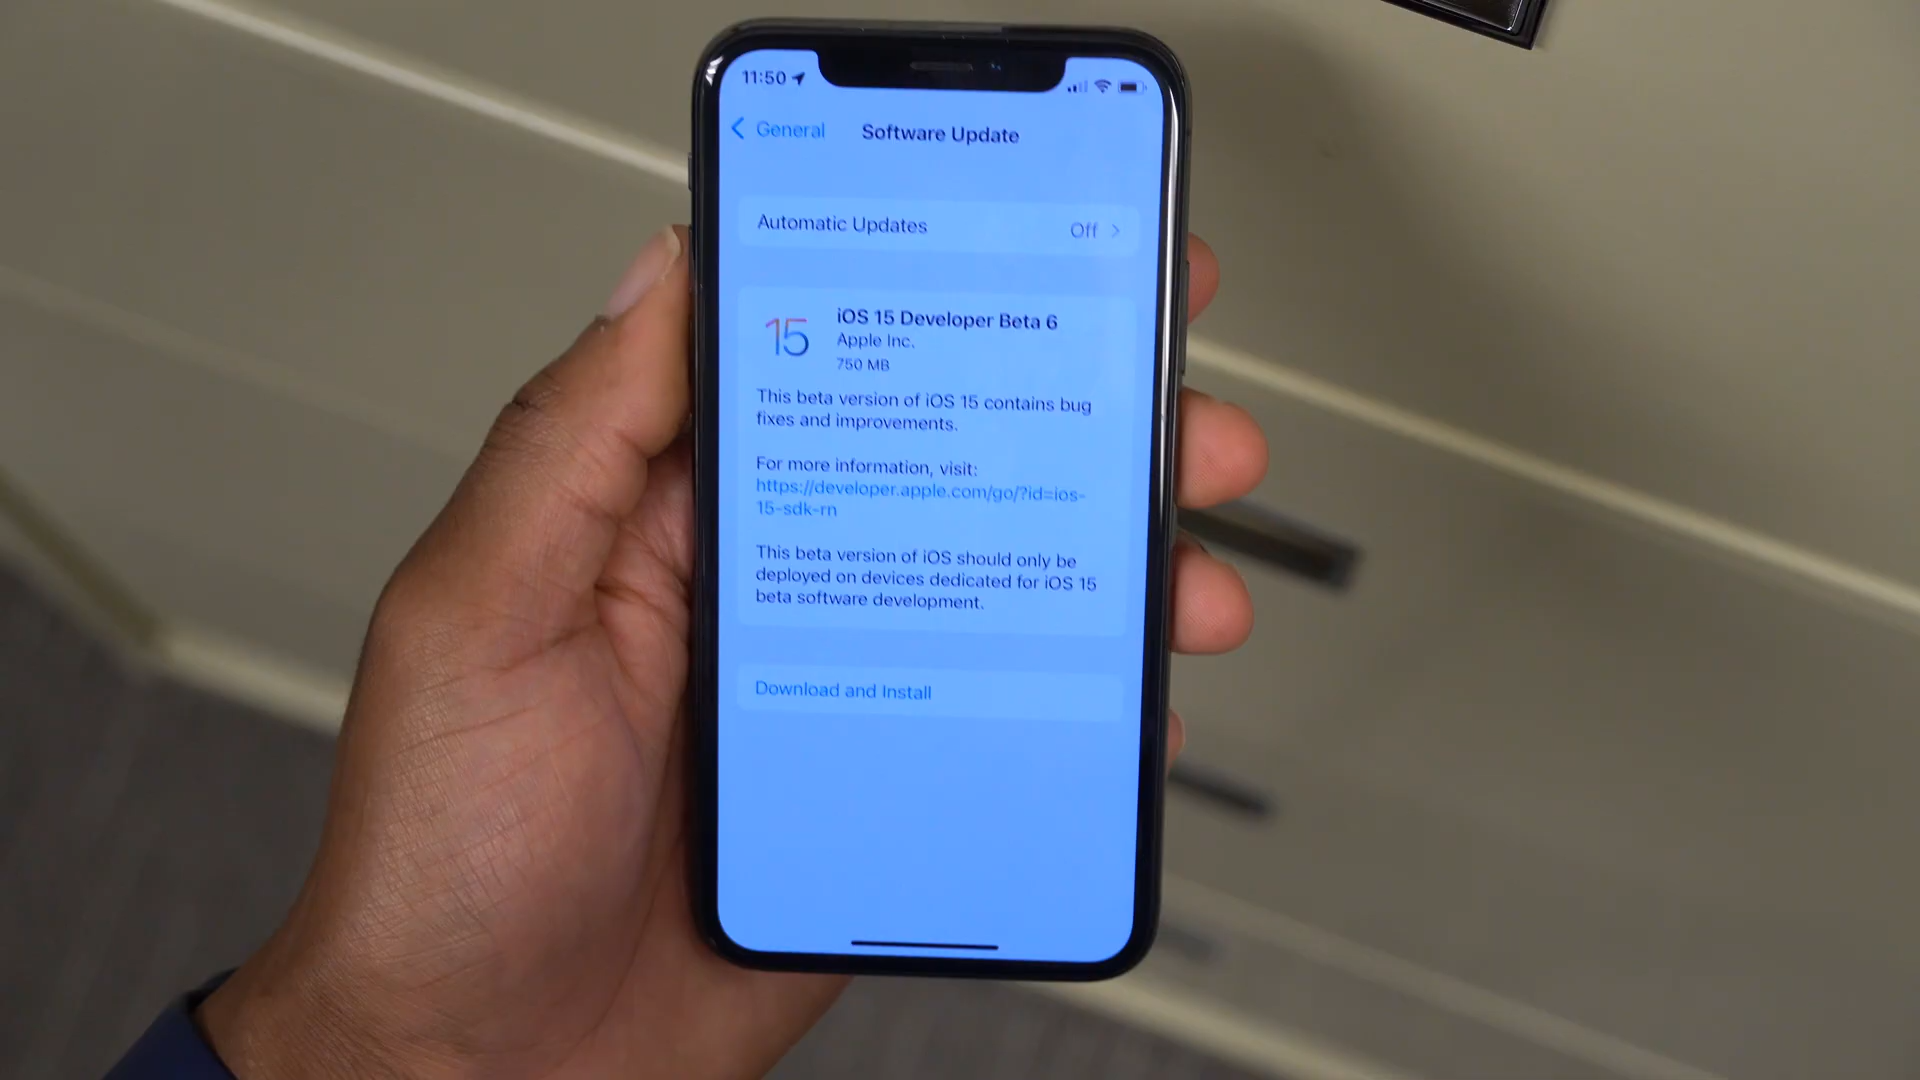 11:50
General
Software Update
Automatic Updates
Off
15
iOS 15 Developer Beta 6
Apple Inc.
750 MB
This beta version of iOS 15 contains bug
fixes and improvements.
For more information, visit:
https://developer.apple.com/go/?id=ios-
15-sdk-rn
This beta version of iOS should only be
deployed on devices dedicated for iOS 15
beta software development.
Download and Install